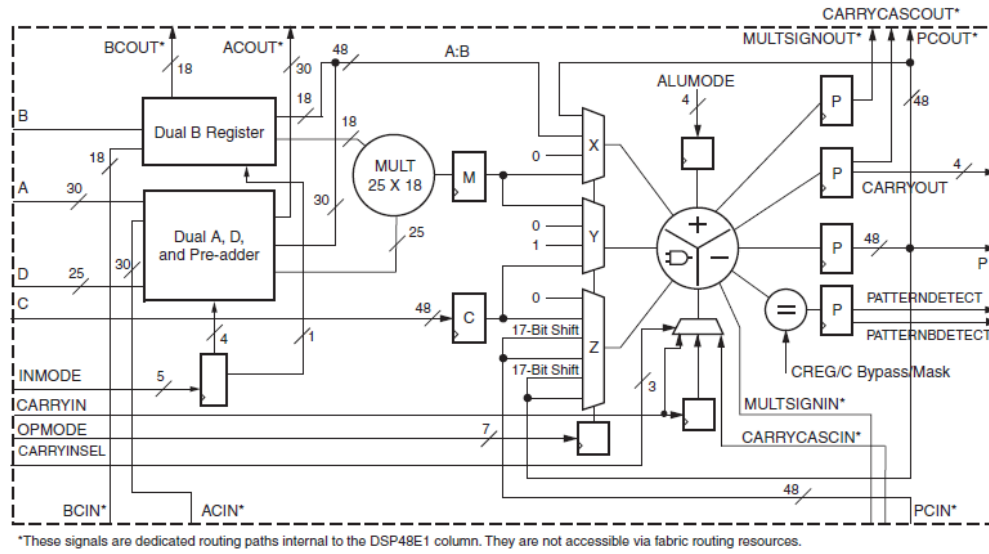 CARRYCASCOUT*
BCOUT* ACOUT* MULTSIGNOUT* PCOUT*
48 A:B
18 30 ALUMODE
18 4 P 48
B Dual B Register 18
18 0 X
MULT
25 X 18 M P 4
A CARRYOUT
30 30
Dual A, D,
and Pre-adder
0 Y
1
25
P 48
P
D 25 30
C 48 C 0
17-Bit Shift Z
17-Bit Shift
= P PATTERNDETECT
PATTERNBDETECT
4 1
INMODE 5 3 CREG/C Bypass/Mask
CARRYIN MULTSIGNIN*
OPMODE 7
CARRYINSEL CARRYCASCIN*
48
BCIN* ACIN* PCIN*
*These signals are dedicated routing paths internal to the DSP48E1 column. They are not accessible via fabric routing resources.